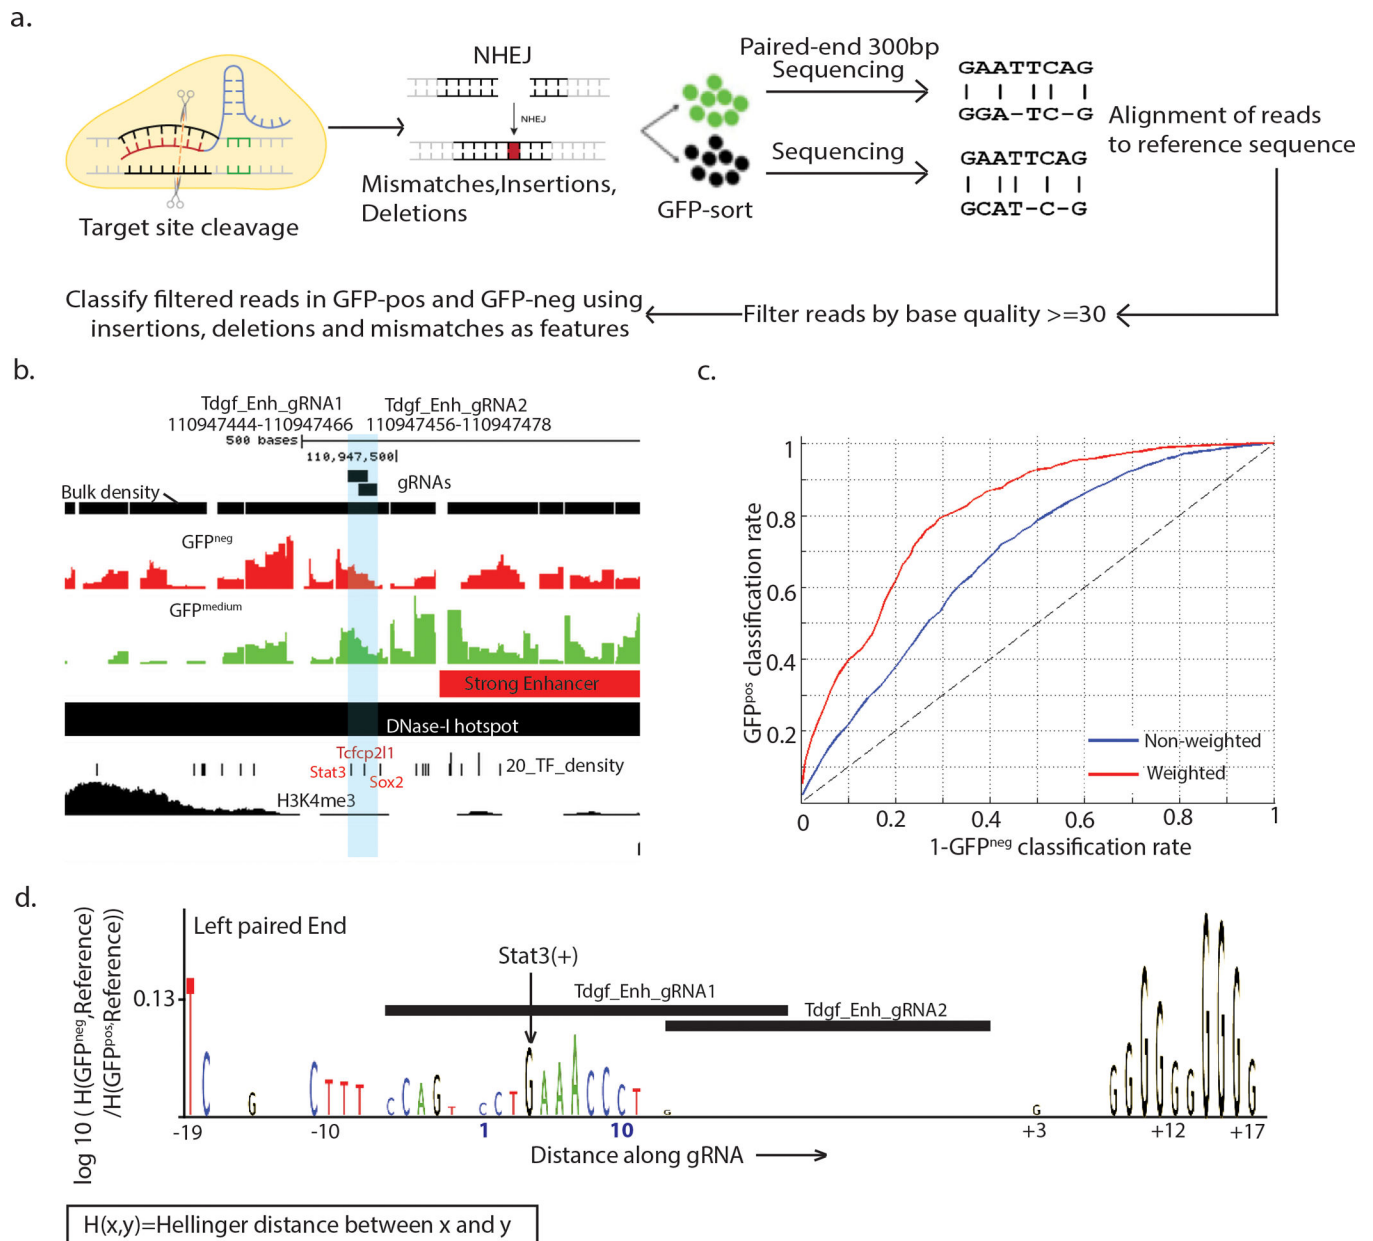 a.
NHEJ
NHEJ
Target site cleavage
Mismatches,Insertions,
Deletions
GFP-sort
Paired-end 300bp
Sequencing
Sequencing
GAATTCAG
GGA-TC-G
GAATTCAG
GCAT-C-G
Alignment of reads
to reference sequence
Classify filtered reads in GFP-pos and GFP-neg using
insertions, deletions and mismatches as features
Filter reads by base quality >=30
b.
Tdgf_Enh_gRNA1 Tdgf_Enh_gRNA2
110947444-110947466 110947456-110947478
500 bases
110,947,500
gRNAs
Bulk density
GFPneg
GFPmedium
Strong Enhancer
DNase-I hotspot
Tcfcp2l1
Stat3
Sox2
20_TF_density
H3K4me3
c.
GFPpos classification rate
1
0.8
0.6
0.4
0.2
Non-weighted
Weighted
0 0.2 0.4 0.6 0.8 1
1-GFPneg classification rate
d.
log 10 ( H(GFPneg,Reference)
/H(GFPpos,Reference))
0.13
Left paired End
Stat3(+)
Tdgf_Enh_gRNA1
Tdgf_Enh_gRNA2
T C G C T T T C C A G T C C T G A A A C C C T G G G G G G G G G G G G
-19 -10 1 10 +3 +12 +17
Distance along gRNA
H(x,y)=Hellinger distance between x and y